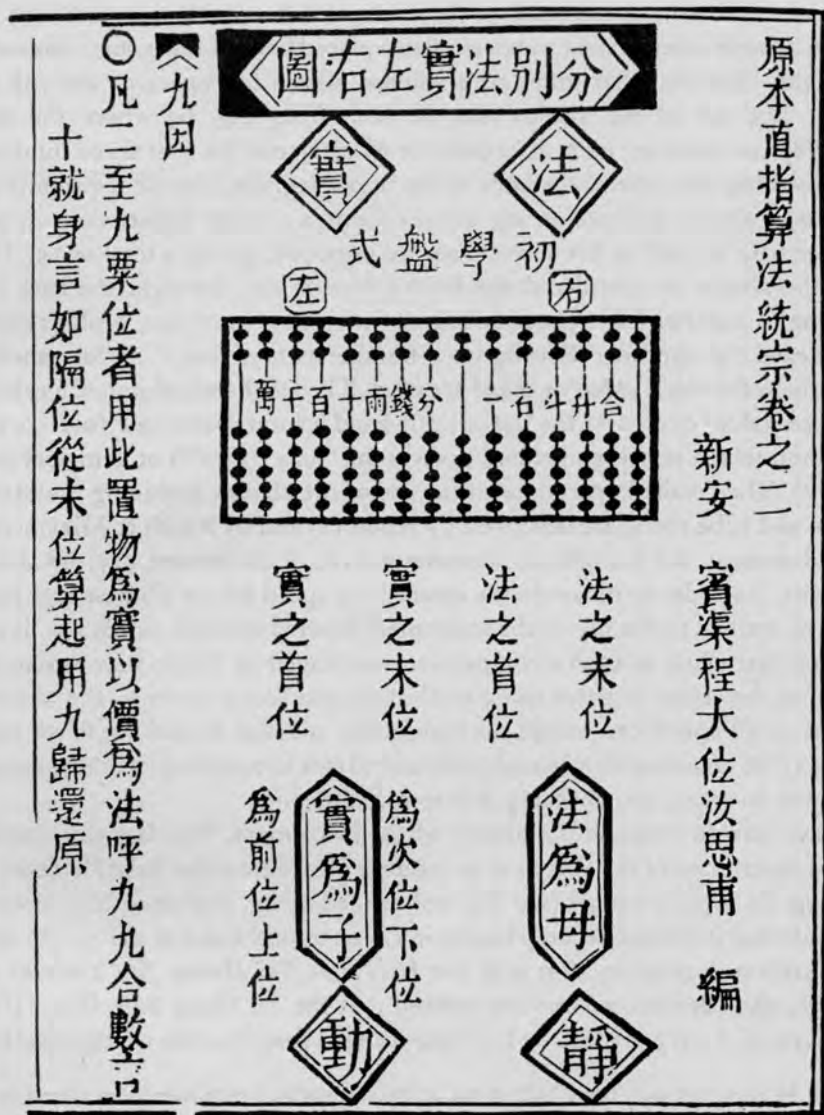 原本直指算法統宗卷之二
新安 賓渠程大位汝思甫 編
分別法實左右圖
法
實
初學盤式
右
左
萬千百十兩錢分 石斗升合
法之末位
法之首位
實之末位
實之首位
法為母
靜
為次位下位
實為子
為前位上位
動
九因
○凡二至九要位者用此置物為實以價為法呼九九合數言
十就身言如隔位從末位算起用九歸還原